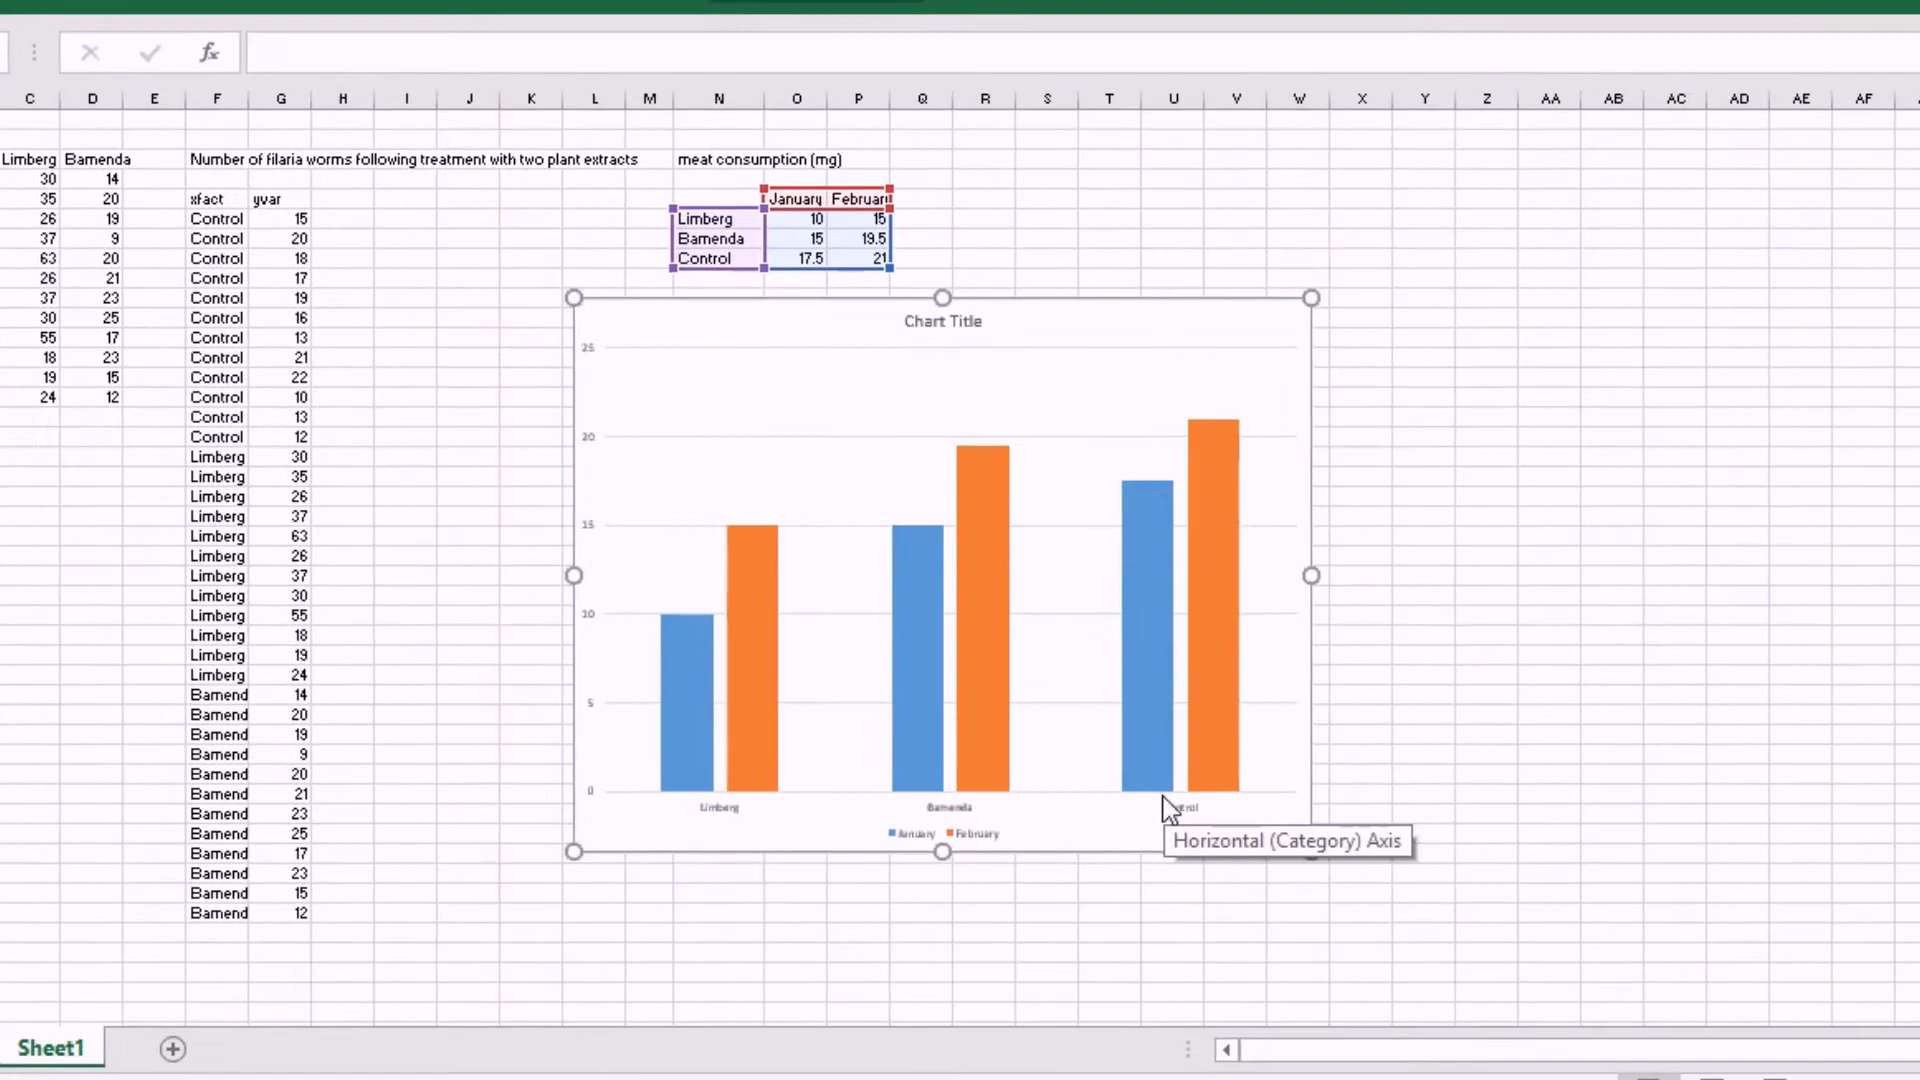 fx
C D E F G H I J K L M N O P Q R S T U V W X Y Z AA AB AC AD AE AF
Limberg Bamenda Number of filaria worms following treatment with two plant extracts meat consumption (mg)
30 14
35 20 xfact yvar January Februar
26 19 Control 15 Limberg 10 15
37 9 Control 20 Bamenda 15 19.5
63 20 Control 18 Control 17.5 21
26 21 Control 17
37 23 Control 19
30 25 Control 16
55 17 Control 13
18 23 Control 21
19 15 Control 22
24 12 Control 10
Control 13
Control 12
Limberg 30
Limberg 35
Limberg 26
Limberg 37
Limberg 63
Limberg 26
Limberg 37
Limberg 30
Limberg 55
Limberg 18
Limberg 19
Limberg 24
Bamend 14
Bamend 20
Bamend 19
Bamend 9
Bamend 20
Bamend 21
Bamend 23
Bamend 25
Bamend 17
Bamend 23
Bamend 15
Bamend 12
Chart Title
25
20
15
10
5
0
Limberg Bamenda
January February
Horizontal (Category) Axis
Sheet1